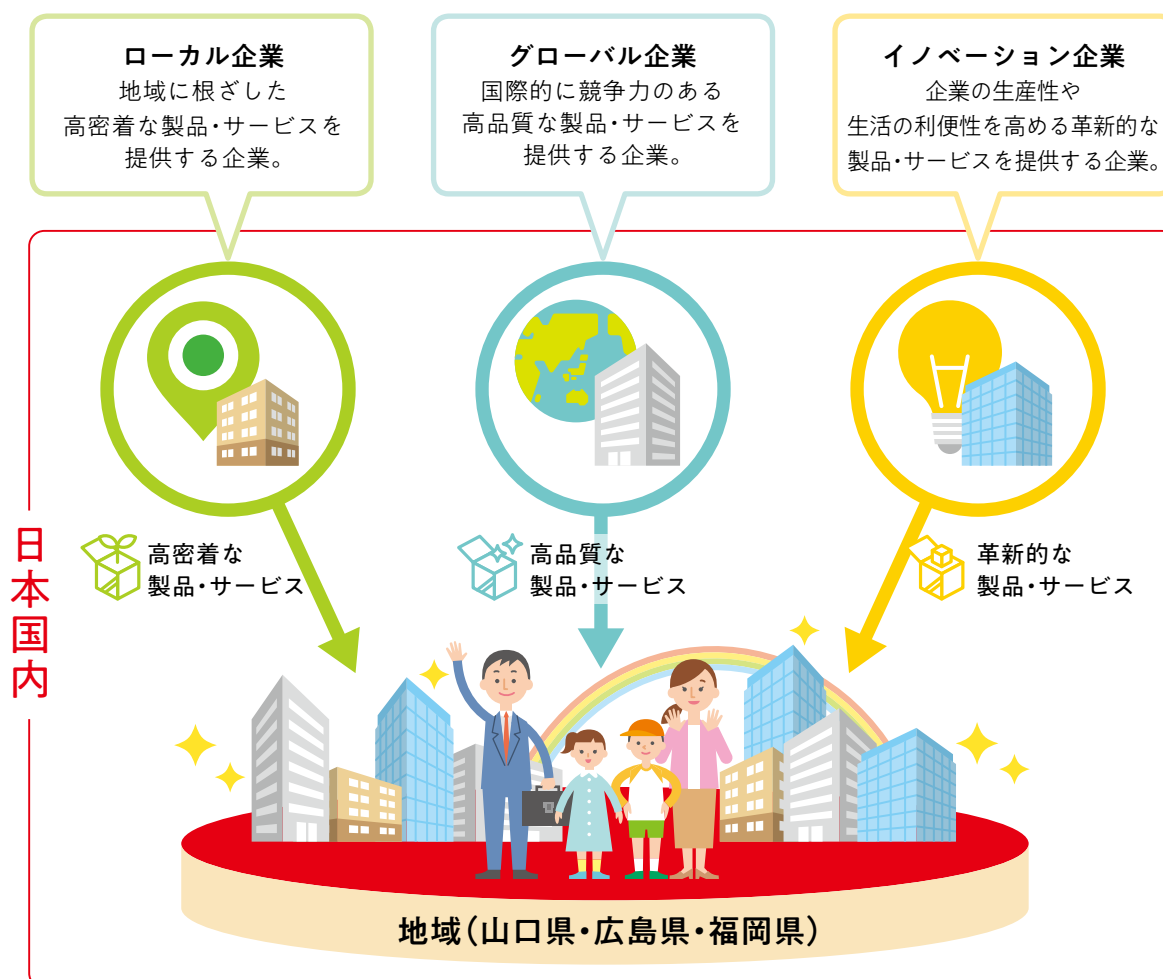 ローカル企業
地域に根ざした
高密着な製品・サービスを
提供する企業。
グローバル企業
国際的に競争力のある
高品質な製品・サービスを
提供する企業。
イノベーション企業
企業の生産性や
生活の利便性を高める革新的な
製品・サービスを提供する企業。
日本国内
高密着な
製品・サービス
高品質な
製品・サービス
革新的な
製品・サービス
地域(山口県・広島県・福岡県)